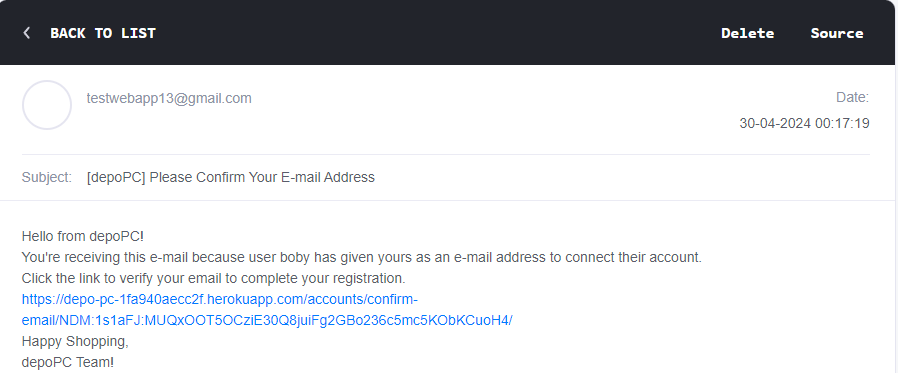 BACK TO LIST
Delete
Source
testwebapp13@gmail.com
Date:
30-04-2024 00:17:19
Subject: [depoPC] Please Confirm Your E-mail Address
Hello from depoPC!
You're receiving this e-mail because user boby has given yours as an e-mail address to connect their account.
Click the link to verify your email to complete your registration.
https://depo-pc-1fa940aecc2f.herokuapp.com/accounts/confirm-
email/NDM:1s1aFJ:MUQxOOT5OCziE30Q8juiFg2GBo236c5mc5KObKCuoH4/
Happy Shopping,
depoPC Team!